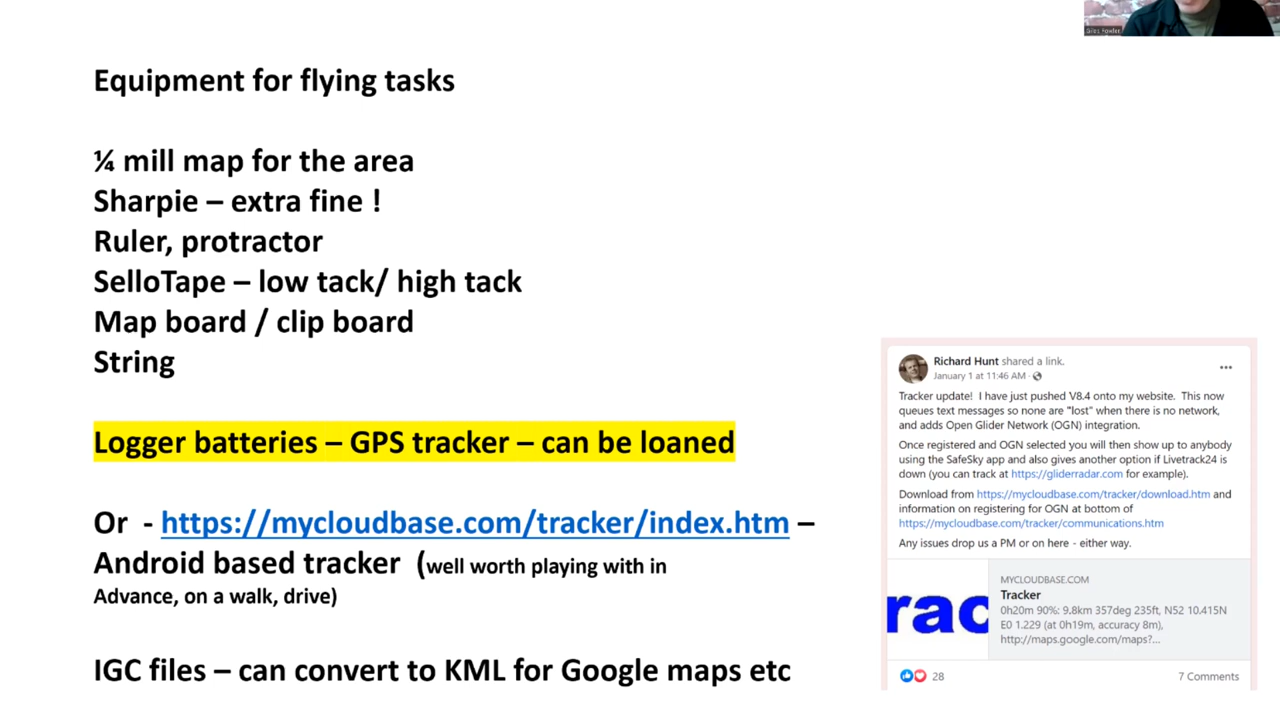 Giles Fowler
Equipment for flying tasks
¼ mill map for the area
Sharpie – extra fine !
Ruler, protractor
SelloTape – low tack/ high tack
Map board / clip board
String
Logger batteries – GPS tracker – can be loaned
Or  - https://mycloudbase.com/tracker/index.htm –
Android based tracker  (well worth playing with in
Advance, on a walk, drive)
IGC files – can convert to KML for Google maps etc
Richard Hunt shared a link.
January 1 at 11:46 AM ·
Tracker update!  I have just pushed V8.4 onto my website.  This now
queues text messages so none are "lost" when there is no network,
and adds Open Glider Network (OGN) integration.
Once registered and OGN selected you will then show up to anybody
using the SafeSky app and also gives another option if Livetrack24 is
down (you can track at https://gliderradar.com for example).
Download from https://mycloudbase.com/tracker/download.htm and
information on registering for OGN at bottom of
https://mycloudbase.com/tracker/communications.htm
Any issues drop us a PM or on here - either way.
rac
MYCLOUDBASE.COM
Tracker
0h20m 90%: 9.8km 357deg 235ft, N52 10.415N
E0 1.229 (at 0h19m, accuracy 8m),
http://maps.google.com/maps?...
28
7 Comments